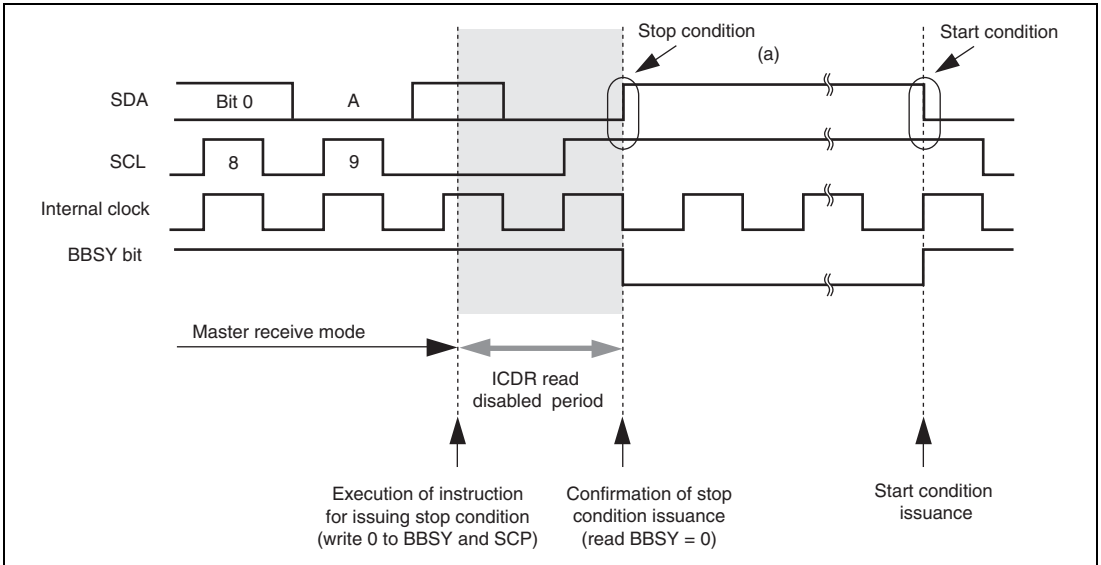 Stop condition
(a)
Start condition
SDA
Bit 0
A
SCL
8
9
Internal clock
BBSY bit
Master receive mode
ICDR read
disabled period
Execution of instruction
for issuing stop condition
(write 0 to BBSY and SCP)
Confirmation of stop
condition issuance
(read BBSY = 0)
Start condition
issuance